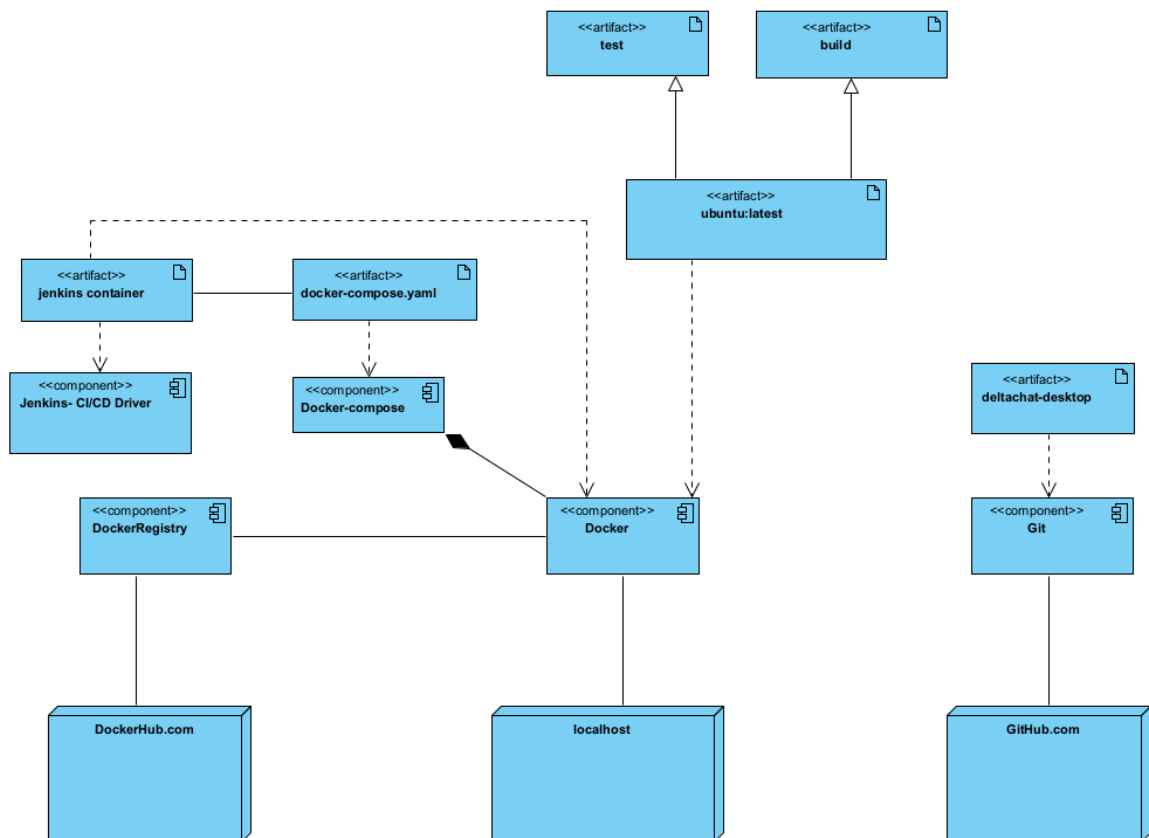 <<artifact>>
test
<<artifact>>
build
<<artifact>>
ubuntu:latest
<<artifact>>
jenkins container
<<artifact>>
docker-compose.yaml
<<component>>
Jenkins- CI/CD Driver
<<component>>
Docker-compose
<<artifact>>
deltachat-desktop
<<component>>
DockerRegistry
<<component>>
Docker
<<component>>
Git
DockerHub.com
localhost
GitHub.com